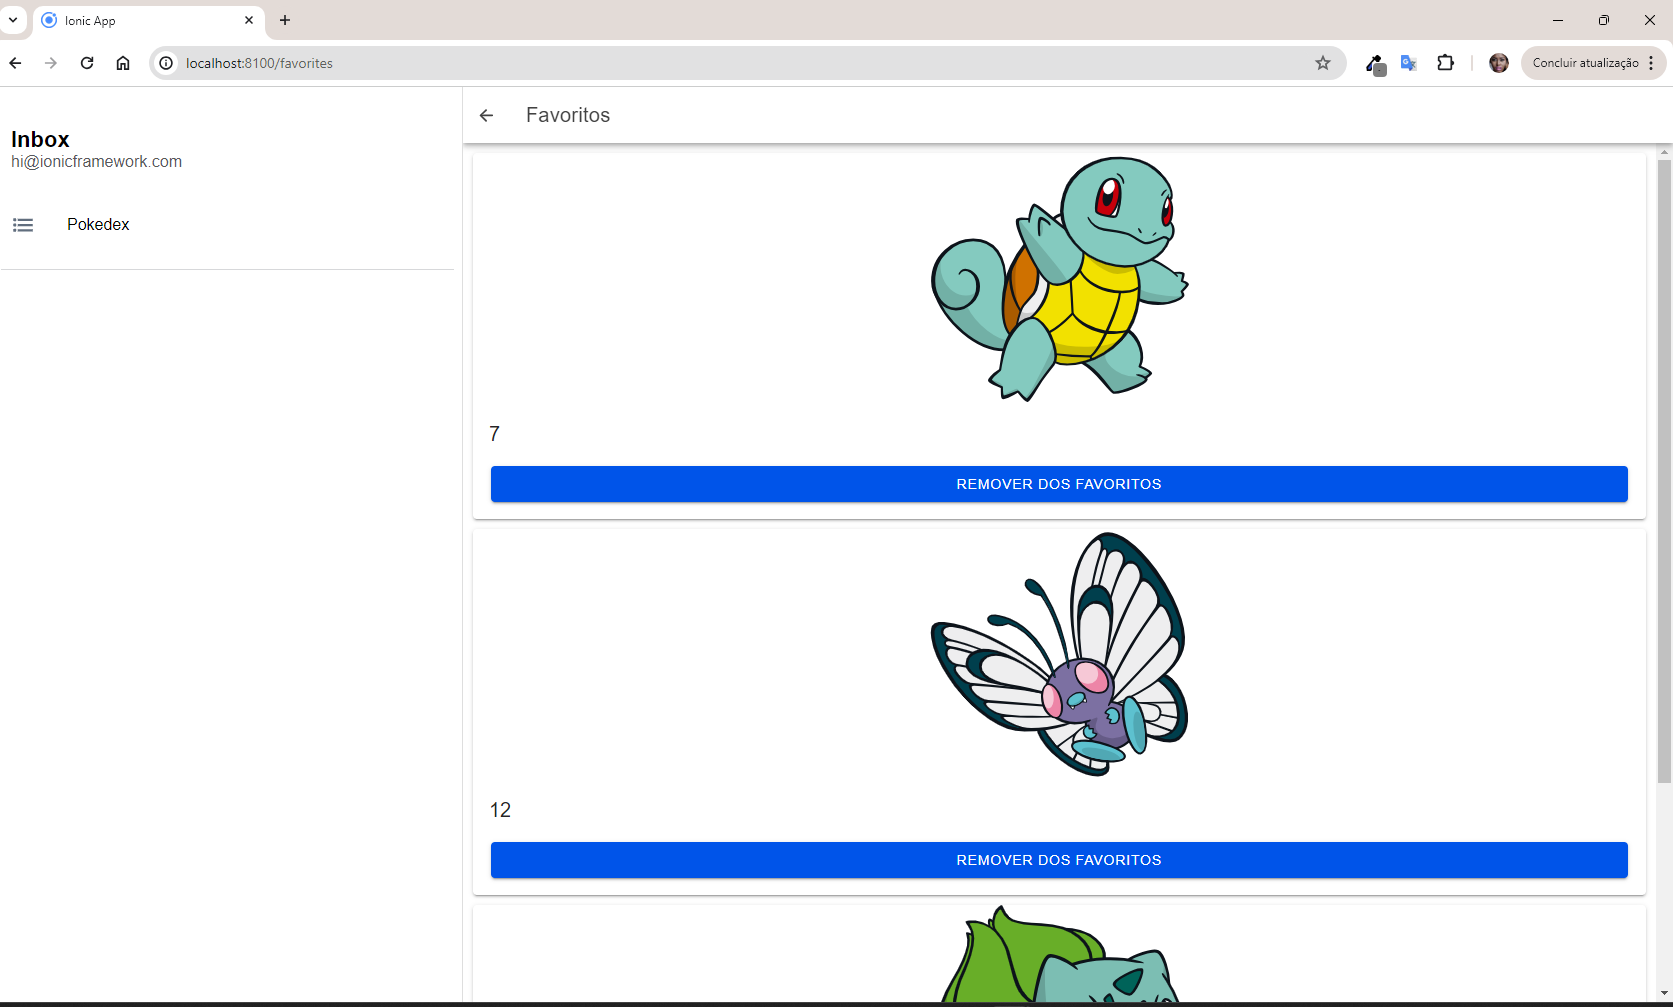 Ionic App
localhost:8100/favorites
Concluir atualização
Inbox
hi@ionicframework.com
Pokedex
Favoritos
7
REMOVER DOS FAVORITOS
12
REMOVER DOS FAVORITOS